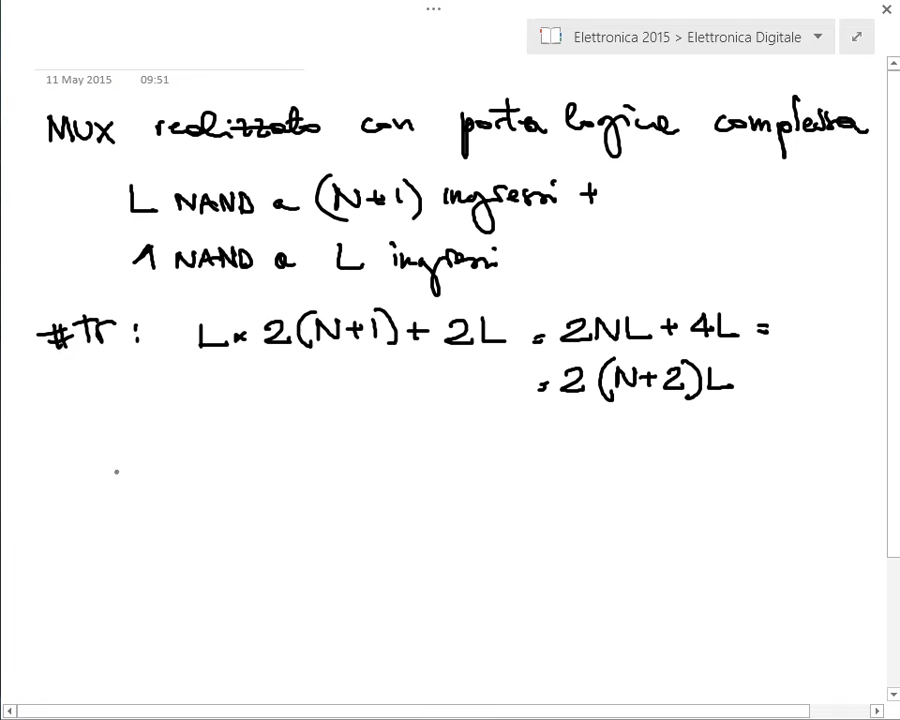 Elettronica 2015 > Elettronica Digitale
11 May 2015 09:51
MUX realizzato con porta logica complessa
L NAND a (N+1) ingressi +
1 NAND a L ingressi
#Tr : L× 2(N+1) + 2L = 2NL + 4L =
= 2 (N+2)L